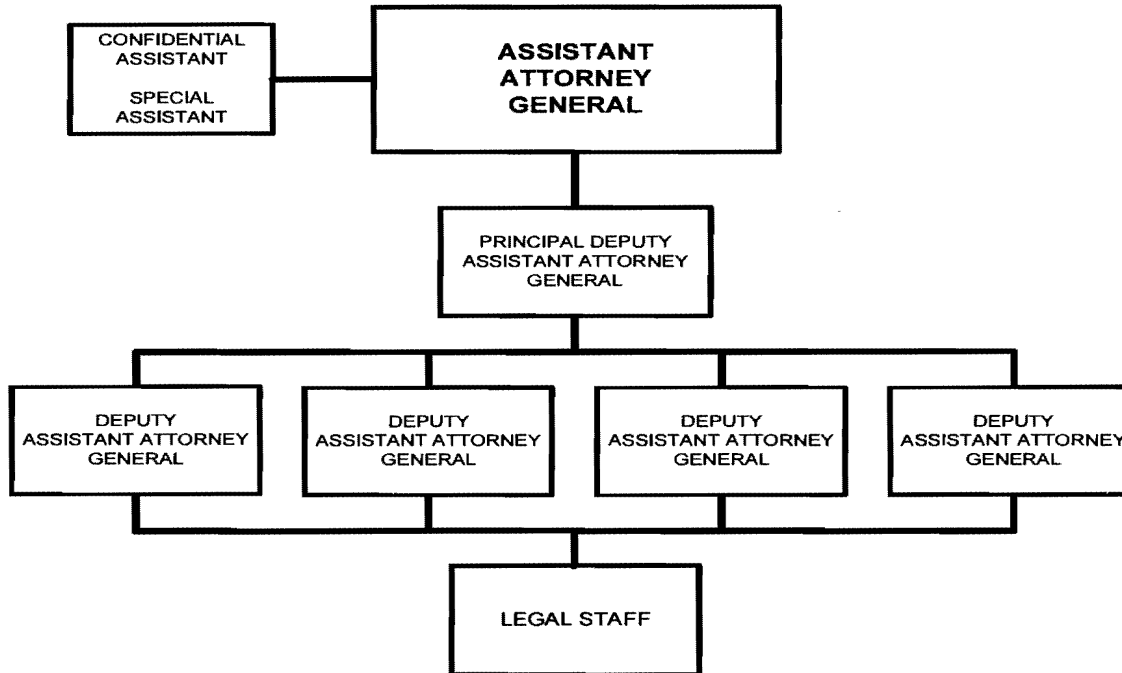 CONFIDENTIAL
ASSISTANT
SPECIAL
ASSISTANT
ASSISTANT
ATTORNEY
GENERAL
PRINCIPAL DEPUTY
ASSISTANT ATTORNEY
GENERAL
DEPUTY
ASSISTANT ATTORNEY
GENERAL
DEPUTY
ASSISTANT ATTORNEY
GENERAL
DEPUTY
ASSISTANT ATTORNEY
GENERAL
DEPUTY
ASSISTANT ATTORNEY
GENERAL
LEGAL STAFF